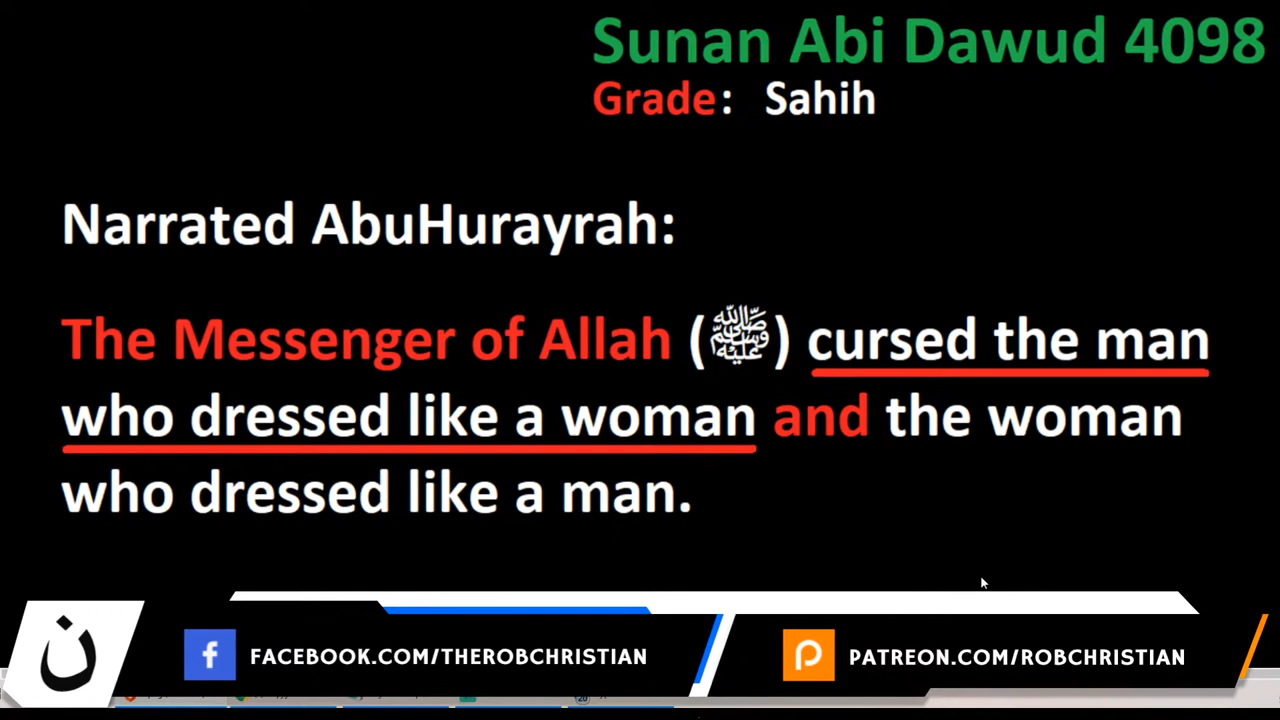 Sunan Abi Dawud 4098
Grade: Sahih
Narrated AbuHurayrah:
The Messenger of Allah (ﷺ) cursed the man
who dressed like a woman and the woman
who dressed like a man.
ن
FACEBOOK.COM/THEROBCHRISTIAN
PATREON.COM/ROBCHRISTIAN